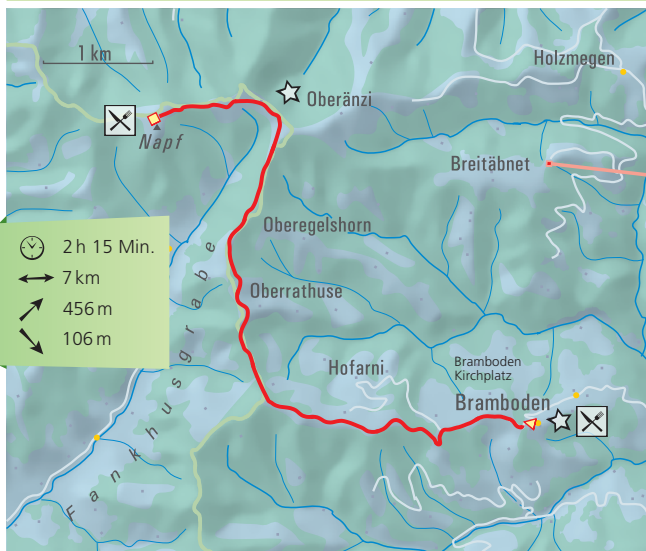 1 km
Holzmegen
Oberänzi
Napf
Breitäbnet
Oberegelshorn
2 h 15 Min.
7 km
456 m
106 m
Oberrathuse
Fankhusgrabe
Hofarni
Bramboden
Kirchplatz
Bramboden